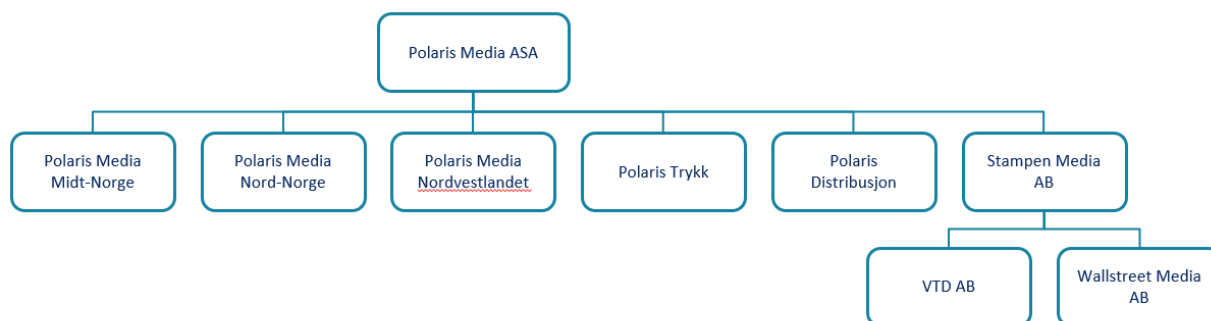 Polaris Media ASA
Polaris Media
Midt-Norge
Polaris Media
Nord-Norge
Polaris Media
Nordvestlandet
Polaris Trykk
Polaris
Distribusjon
Stampen Media
AB
VTD AB
Wallstreet Media
AB